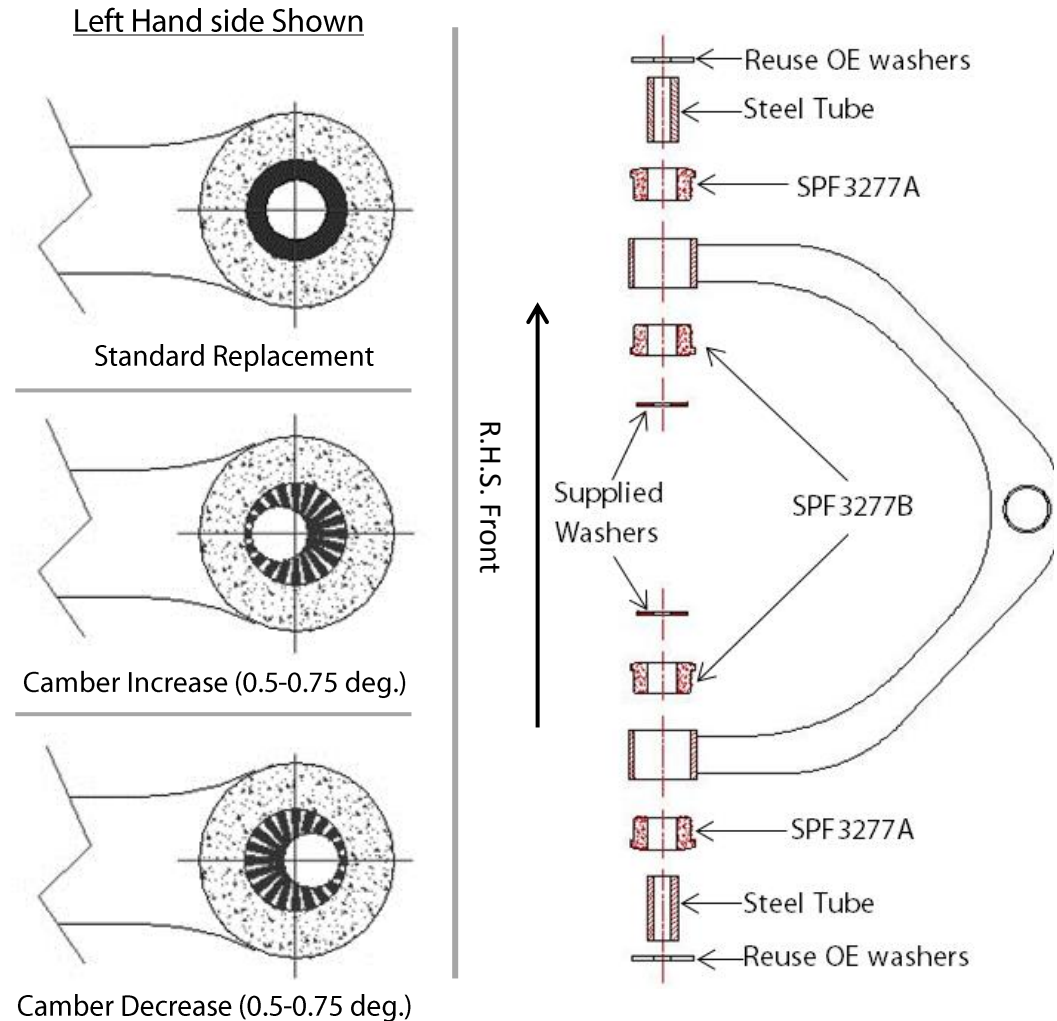 Left Hand side Shown
Standard Replacement
Camber Increase (0.5-0.75 deg.)
Camber Decrease (0.5-0.75 deg.)
R.H.S. Front
Reuse OE washers
Steel Tube
SPF3277A
Supplied
Washers
SPF3277B
SPF3277A
Steel Tube
Reuse OE washers